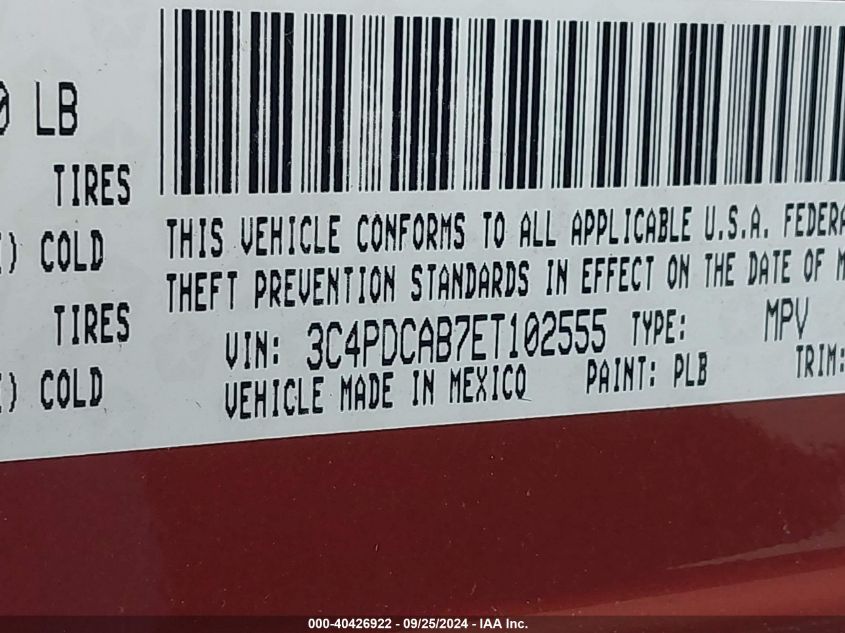 0 LB
TIRES
) COLD
TIRES
) COLD
THIS VEHICLE CONFORMS TO ALL APPLICABLE U.S.A. FEDERA
THEFT PREVENTION STANDARDS IN EFFECT ON THE DATE OF M
VIN: 3C4PDCAB7ET102555 TYPE: MPV
VEHICLE MADE IN MEXICO PAINT: PLB TRIM:
000-40426922 - 09/25/2024 - IAA Inc.